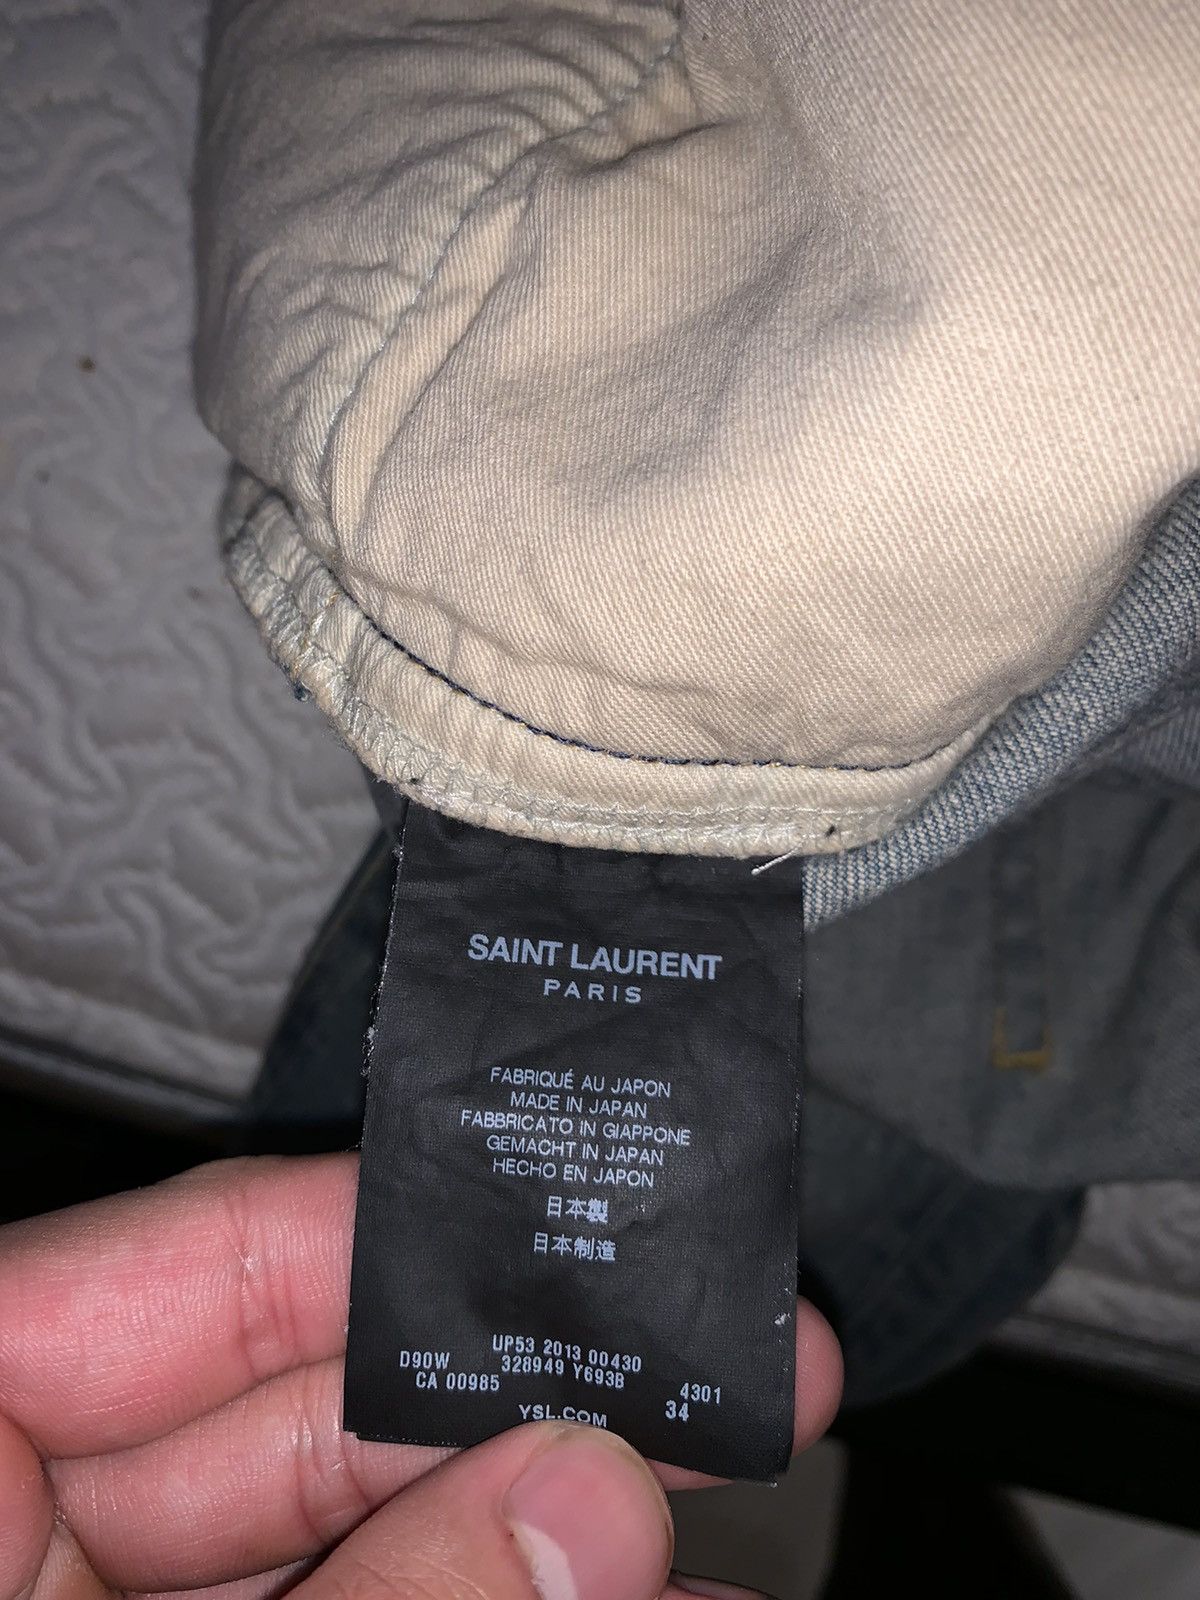 SAINT LAURENT
PARIS
FABRIQUÉ AU JAPON
MADE IN JAPAN
FABBRICATO IN GIAPPONE
GEMACHT IN JAPAN
HECHO EN JAPON
日本製
日本制造
UP53 2013 00430
D90W 328949 Y693B 4301
CA 00985 34
YSL.COM